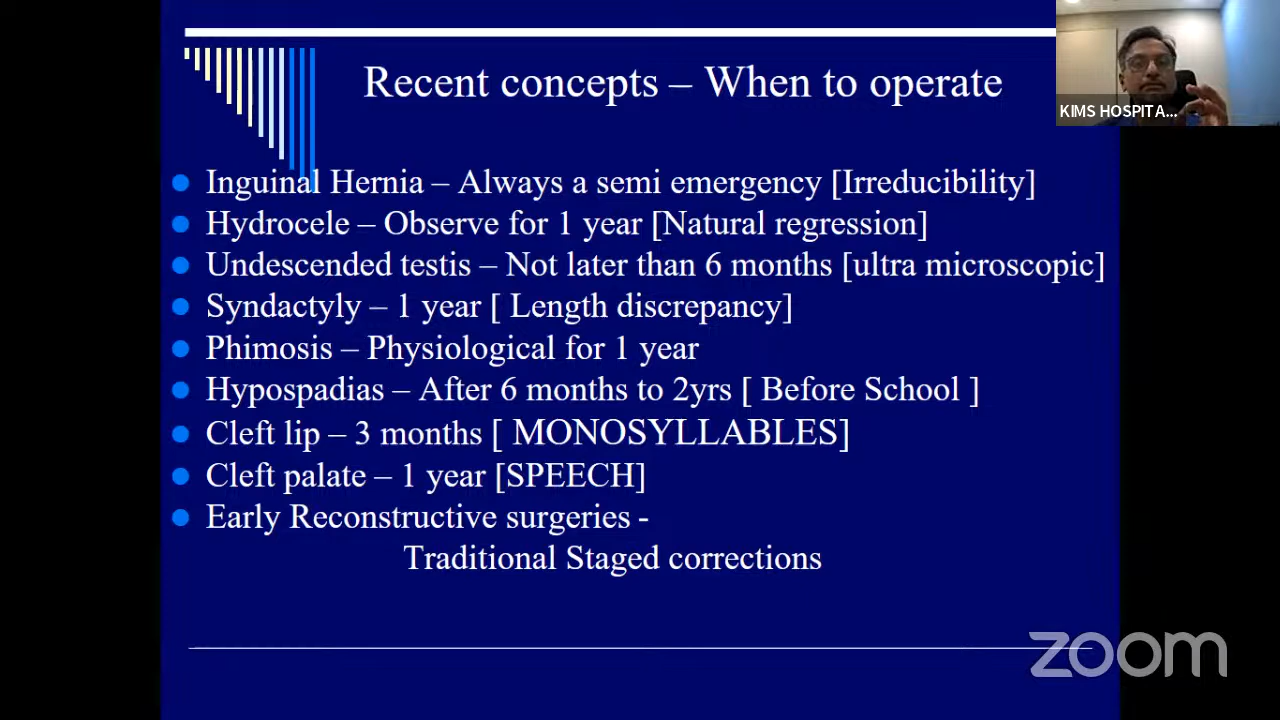 Recent concepts – When to operate
KIMS HOSPITA...
Inguinal Hernia – Always a semi emergency [Irreducibility]
Hydrocele – Observe for 1 year [Natural regression]
Undescended testis – Not later than 6 months [ultra microscopic]
Syndactyly – 1 year [ Length discrepancy]
Phimosis – Physiological for 1 year
Hypospadias – After 6 months to 2yrs [ Before School ]
Cleft lip – 3 months [ MONOSYLLABLES]
Cleft palate – 1 year [SPEECH]
Early Reconstructive surgeries -
Traditional Staged corrections
zoom